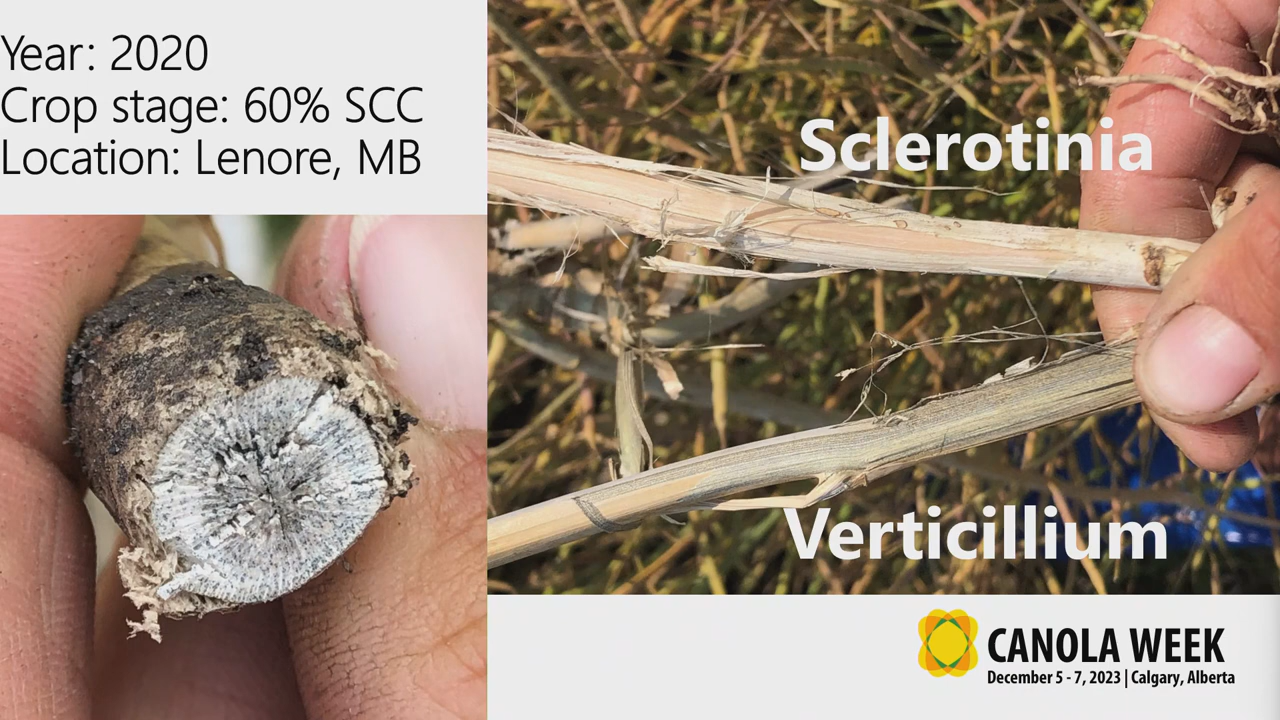 Year: 2020
Crop stage: 60% SCC
Location: Lenore, MB
Sclerotinia
Verticillium
CANOLA WEEK
December 5 - 7, 2023 | Calgary, Alberta